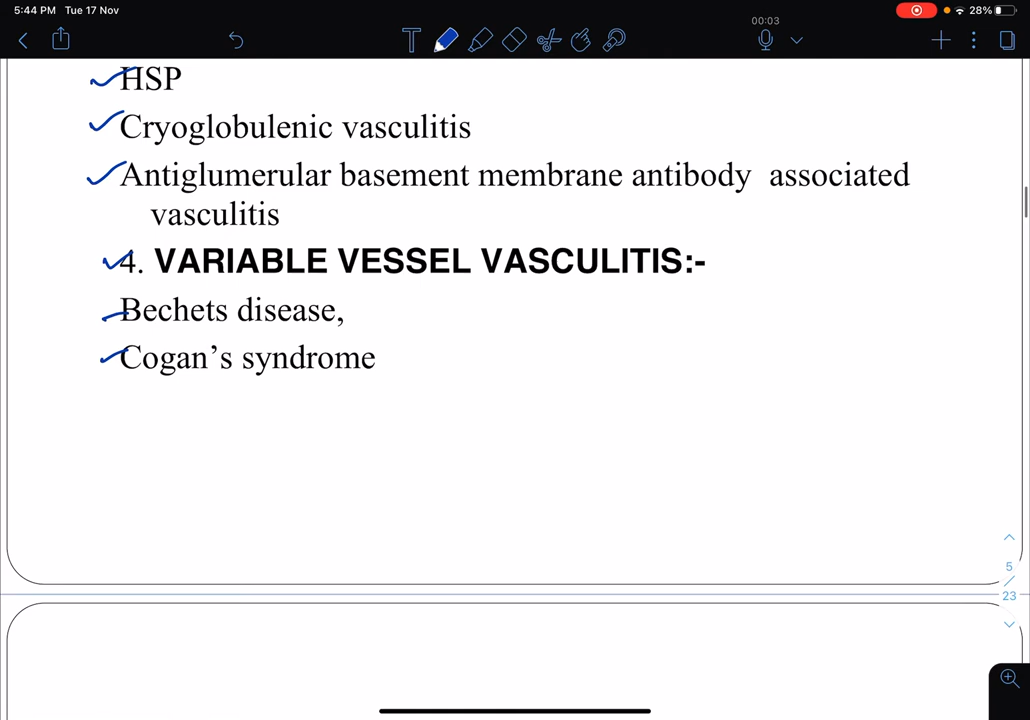 5:44 PM Tue 17 Nov
28%
00:03
HSP
Cryoglobulenic vasculitis
Antiglumerular basement membrane antibody associated
vasculitis
4. VARIABLE VESSEL VASCULITIS:-
Bechets disease,
Cogan’s syndrome
5
/
23